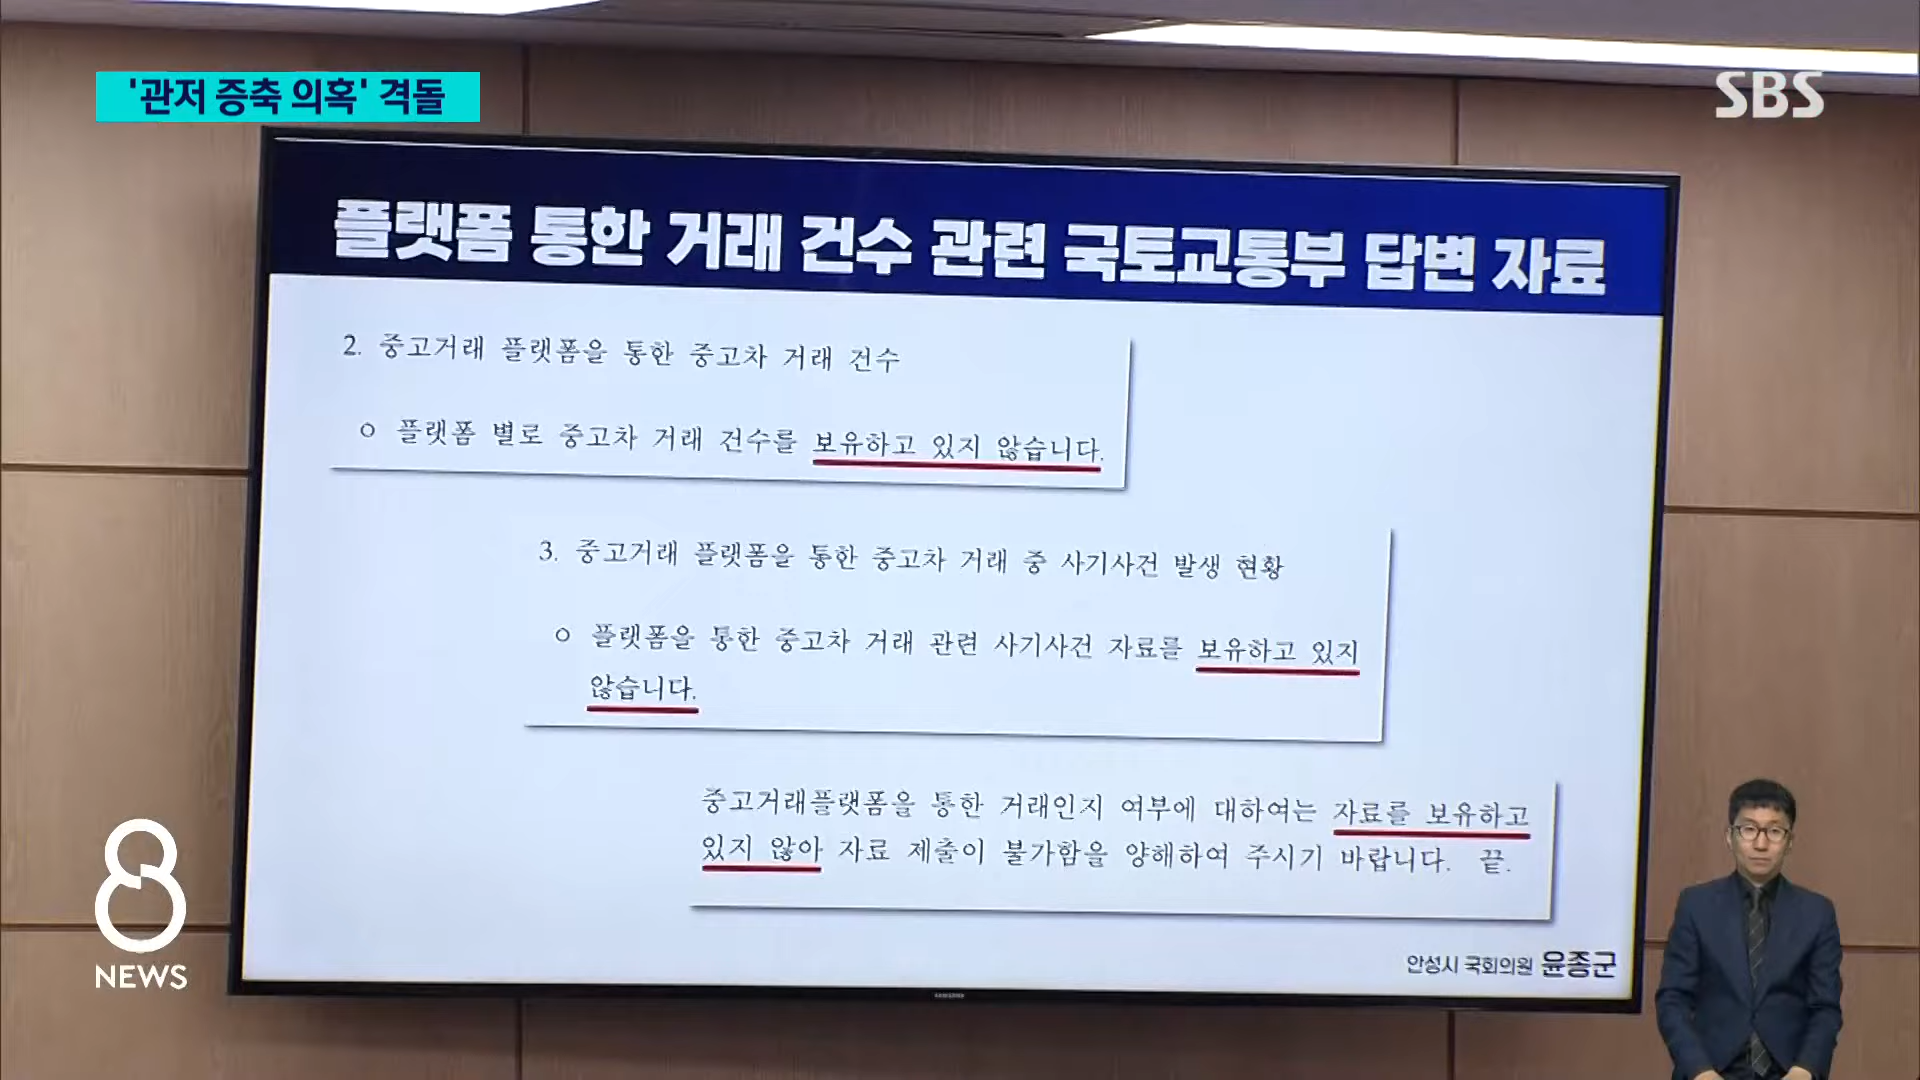 '관저 증축 의혹' 격돌
SBS
플랫폼 통한 거래 건수 관련 국토교통부 답변 자료
2. 중고거래 플랫폼을 통한 중고차 거래 건수
ㅇ 플랫폼 별로 중고차 거래 건수를 보유하고 있지 않습니다.
3. 중고거래 플랫폼을 통한 중고차 거래 중 사기사건 발생 현황
ㅇ 플랫폼을 통한 중고차 거래 관련 사기사건 자료를 보유하고 있지
않습니다.
중고거래플랫폼을 통한 거래인지 여부에 대하여는 자료를 보유하고
있지 않아 자료 제출이 불가함을 양해하여 주시기 바랍니다. 끝.
안성시 국회의원 윤종군
SAMSUNG
8
NEWS